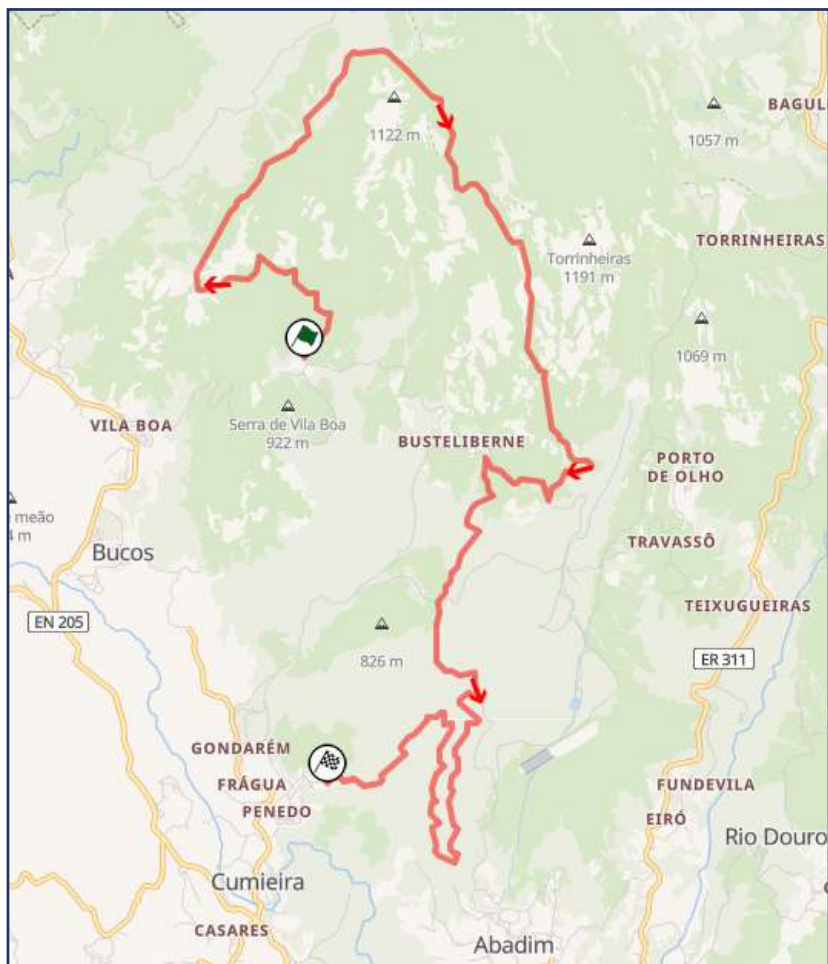 BAGUL
1122 m
1057 m
TORRINHEIRAS
Torrinheiras
1191 m
1069 m
Serra de Vila Boa
922 m
VILA BOA
BUSTELIBERNE
PORTO
DE OLHO
meão
4 m
Bucos
TRAVASSÔ
TEIXUGUEIRAS
EN 205
826 m
ER 311
GONDARÉM
FRÁGUA
PENEDO
FUNDEVILA
EIRÓ
Rio Douro
Cumieira
CASARES
Abadim